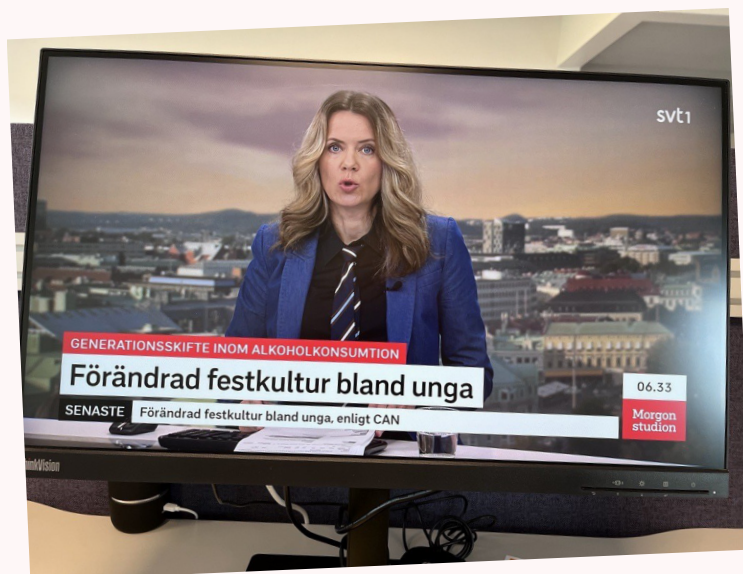 svt1
GENERATIONSSKIFTE INOM ALKOHOLKONSUMTION
Förändrad festkultur bland unga
06.33
SENASTE Förändrad festkultur bland unga, enligt CAN
Morgon
studion
inkVision